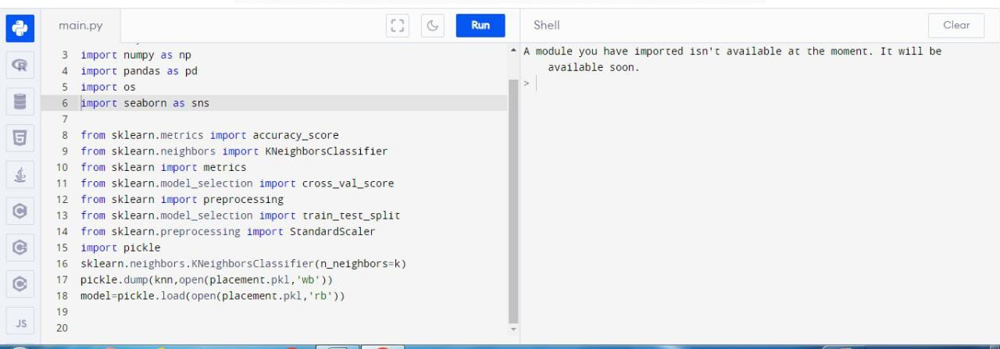 main.py
Run
Shell
Clear
3 import numpy as np
4 import pandas as pd
5 import os
6 import seaborn as sns
7
8 from sklearn.metrics import accuracy_score
9 from sklearn.neighbors import KNeighborsClassifier
10 from sklearn import metrics
11 from sklearn.model_selection import cross_val_score
12 from sklearn import preprocessing
13 from sklearn.model_selection import train_test_split
14 from sklearn.preprocessing import StandardScaler
15 import pickle
16 sklearn.neighbors.KNeighborsClassifier(n_neighbors=k)
17 pickle.dump(knn,open(placement.pkl,'wb'))
18 model=pickle.load(open(placement.pkl,'rb'))
19
20
A module you have imported isn't available at the moment. It will be
available soon.
>
R
5
C
C
C
JS